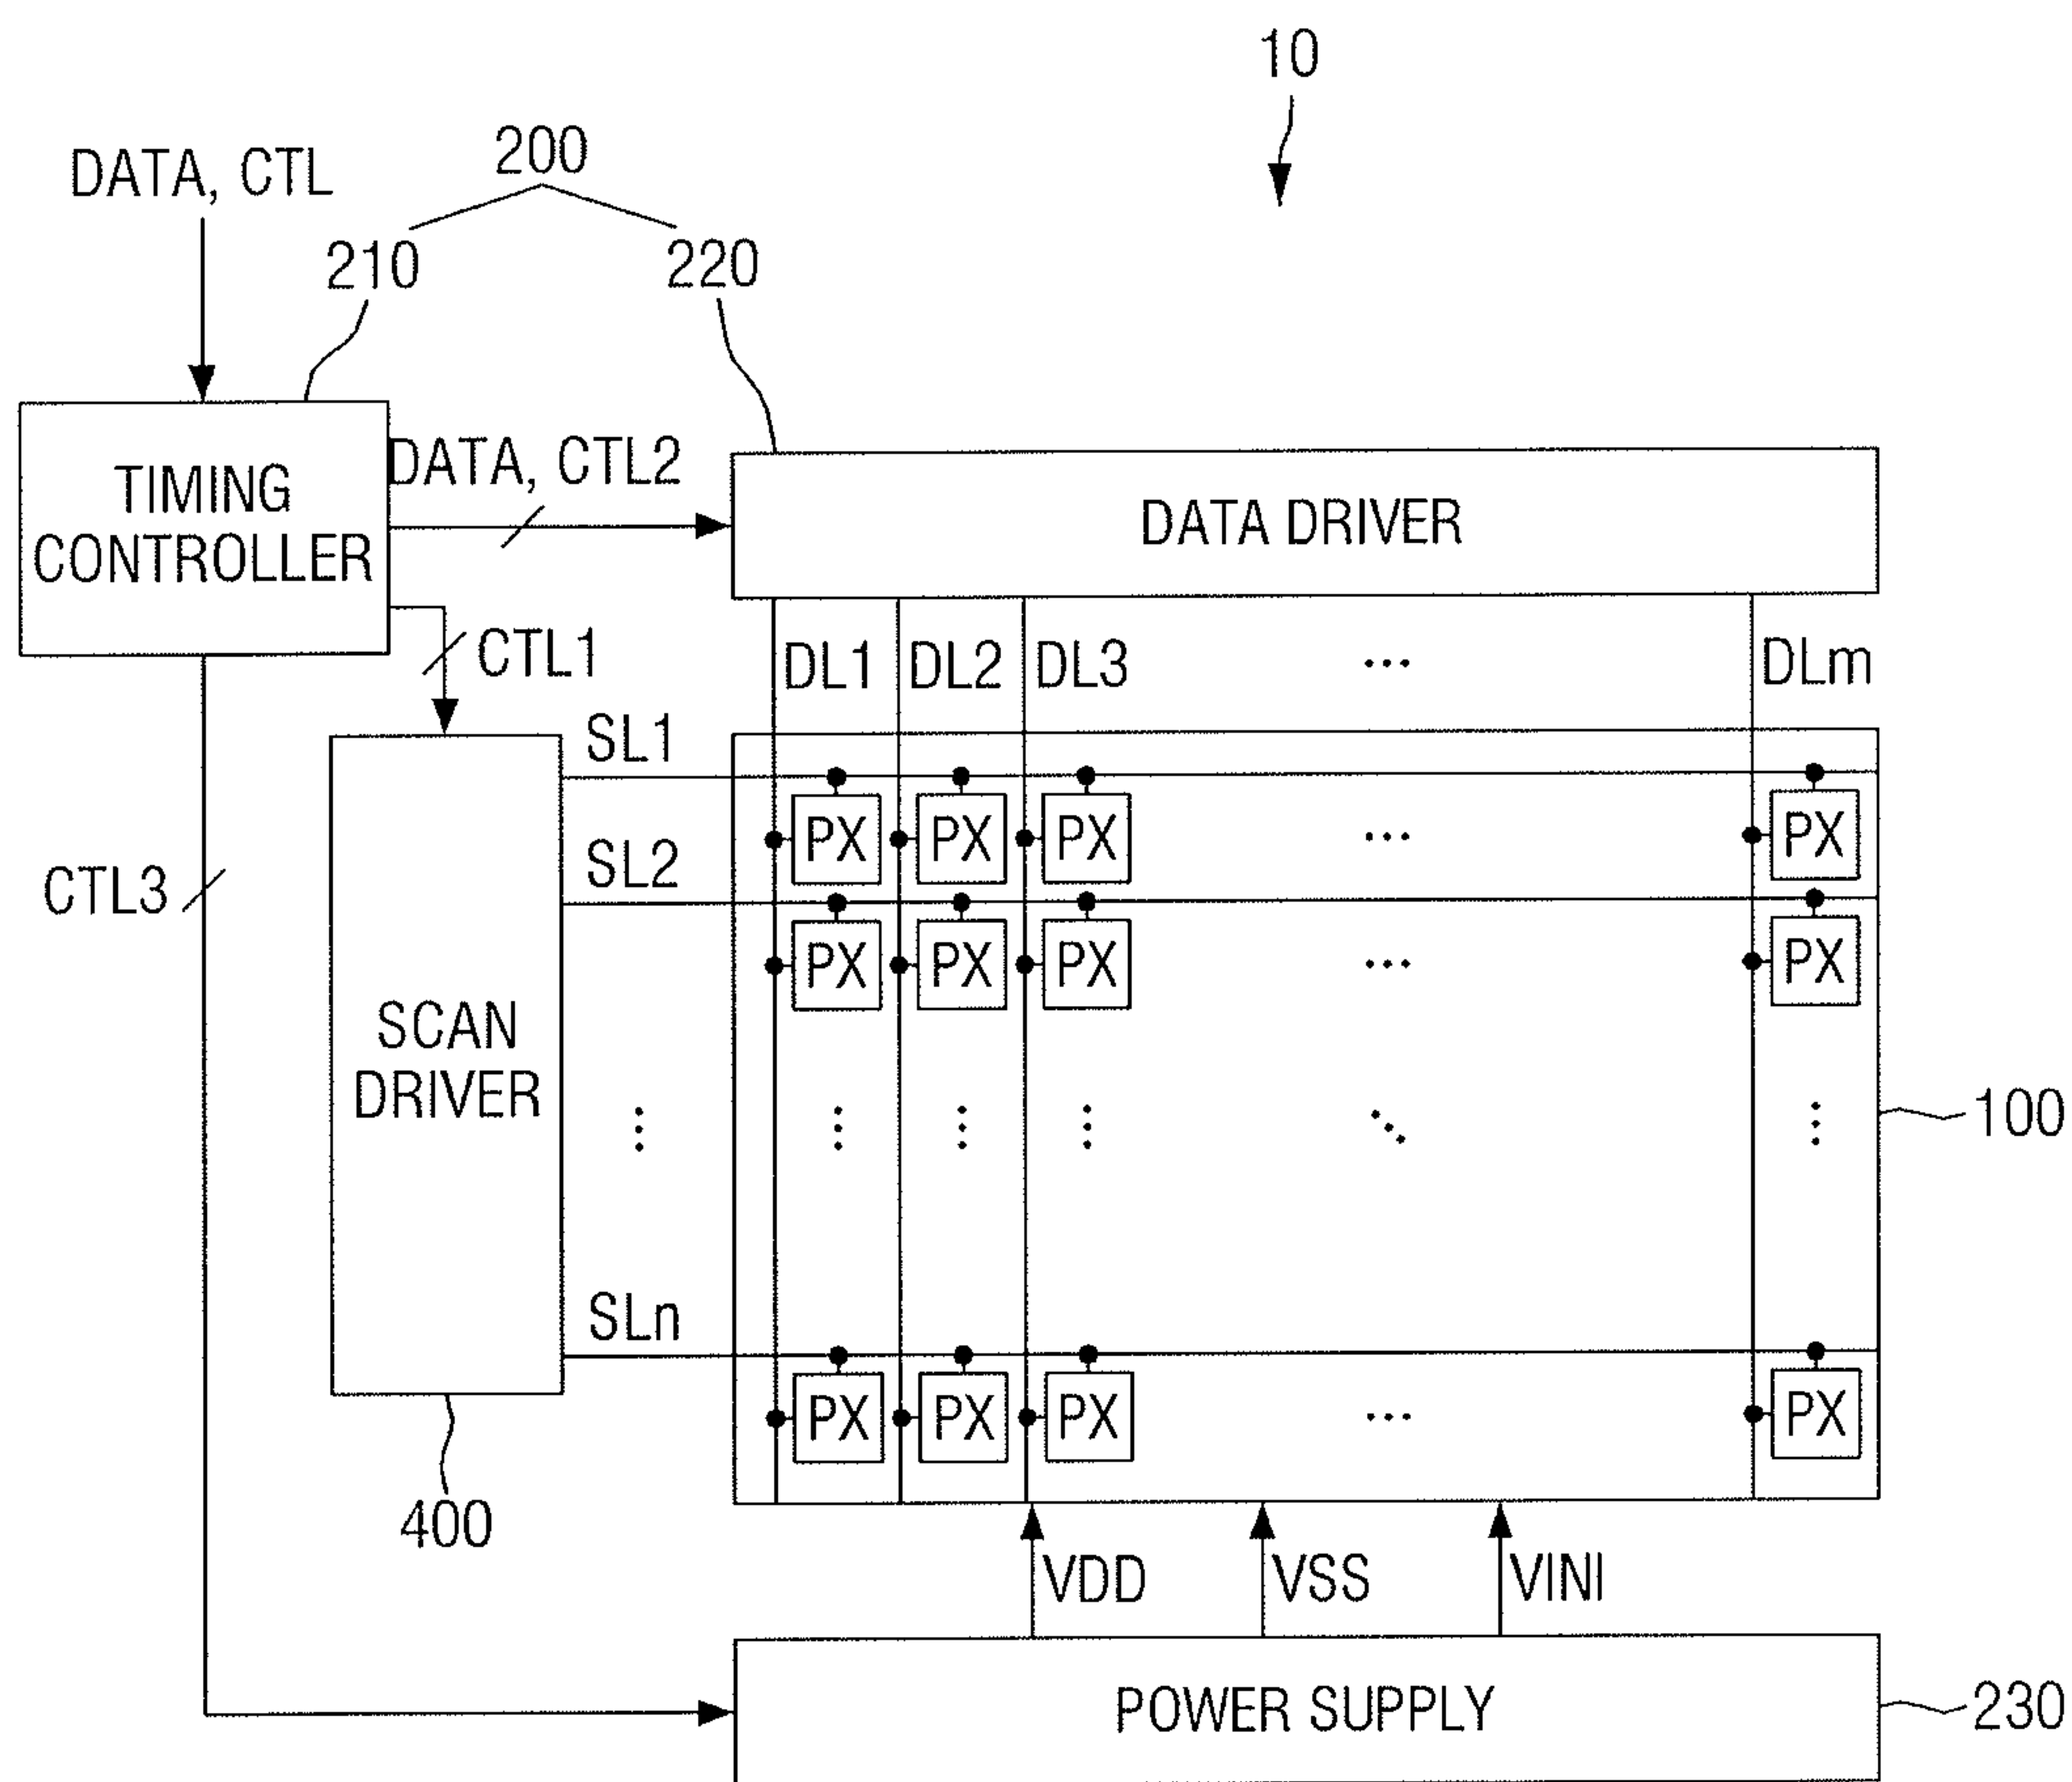 10
200
DATA, CTL
210
220
TIMING
CONTROLLER
DATA, CTL2
DATA DRIVER
CTL1
DL1 DL2 DL3 ... DLm
SL1
PX PX PX ... PX
SL2
CTL3
PX PX PX ... PX
SCAN
DRIVER
100
SLn
PX PX PX ... PX
400
VDD VSS VINI
POWER SUPPLY
230